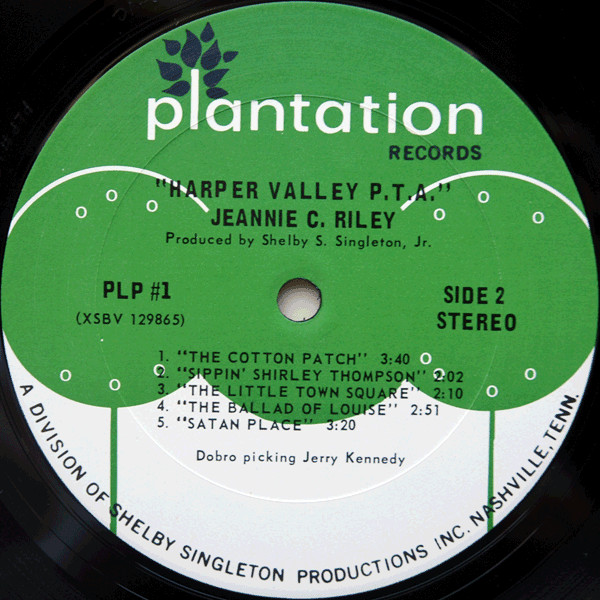 plantation
RECORDS
"HARPER VALLEY P.T.A."
JEANNIE C. RILEY
Produced by Shelby S. Singleton, Jr.
PLP #1
(XSBV 129865)
SIDE 2
STEREO
1. "THE COTTON PATCH" 3:40
2. "SIPPIN' SHIRLEY THOMPSON" 2:02
3. "THE LITTLE TOWN SQUARE" 2:10
4. "THE BALLAD OF LOUISE" 2:51
5. "SATAN PLACE" 3:20
Dobro picking Jerry Kennedy
A DIVISION OF SHELBY SINGLETON PRODUCTIONS INC. NASHVILLE, TENN.